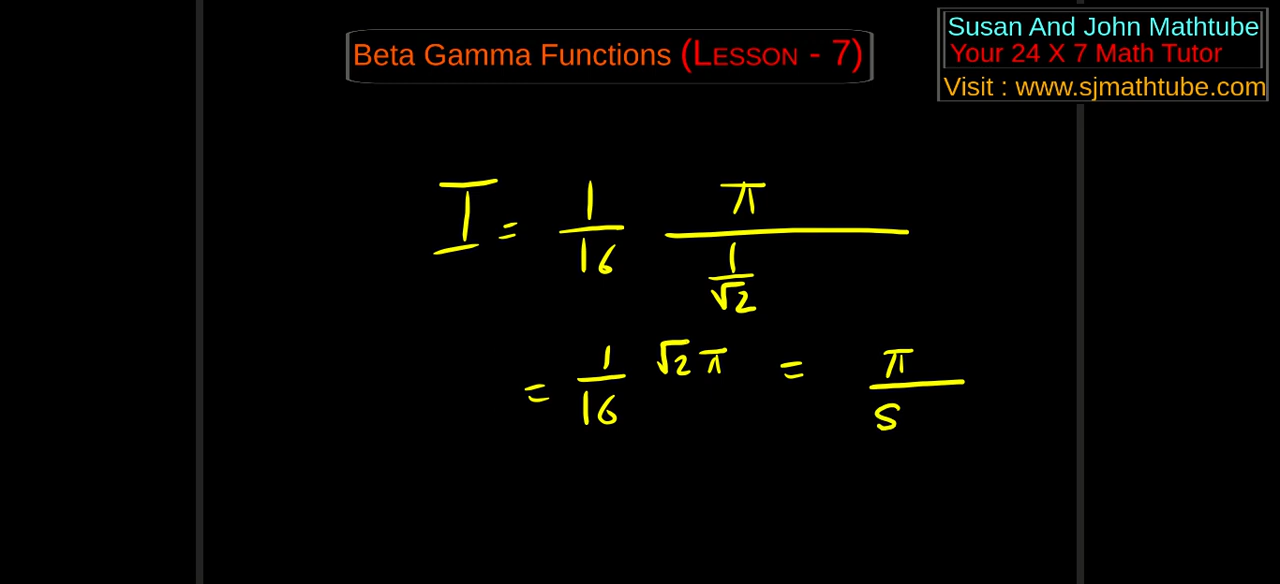 Beta Gamma Functions (LESSON - 7)
Susan And John Mathtube
Your 24 X 7 Math Tutor
Visit : www.sjmathtube.com
I = 1/16 π/(1/√2)
= 1/16 √2 π = π/s